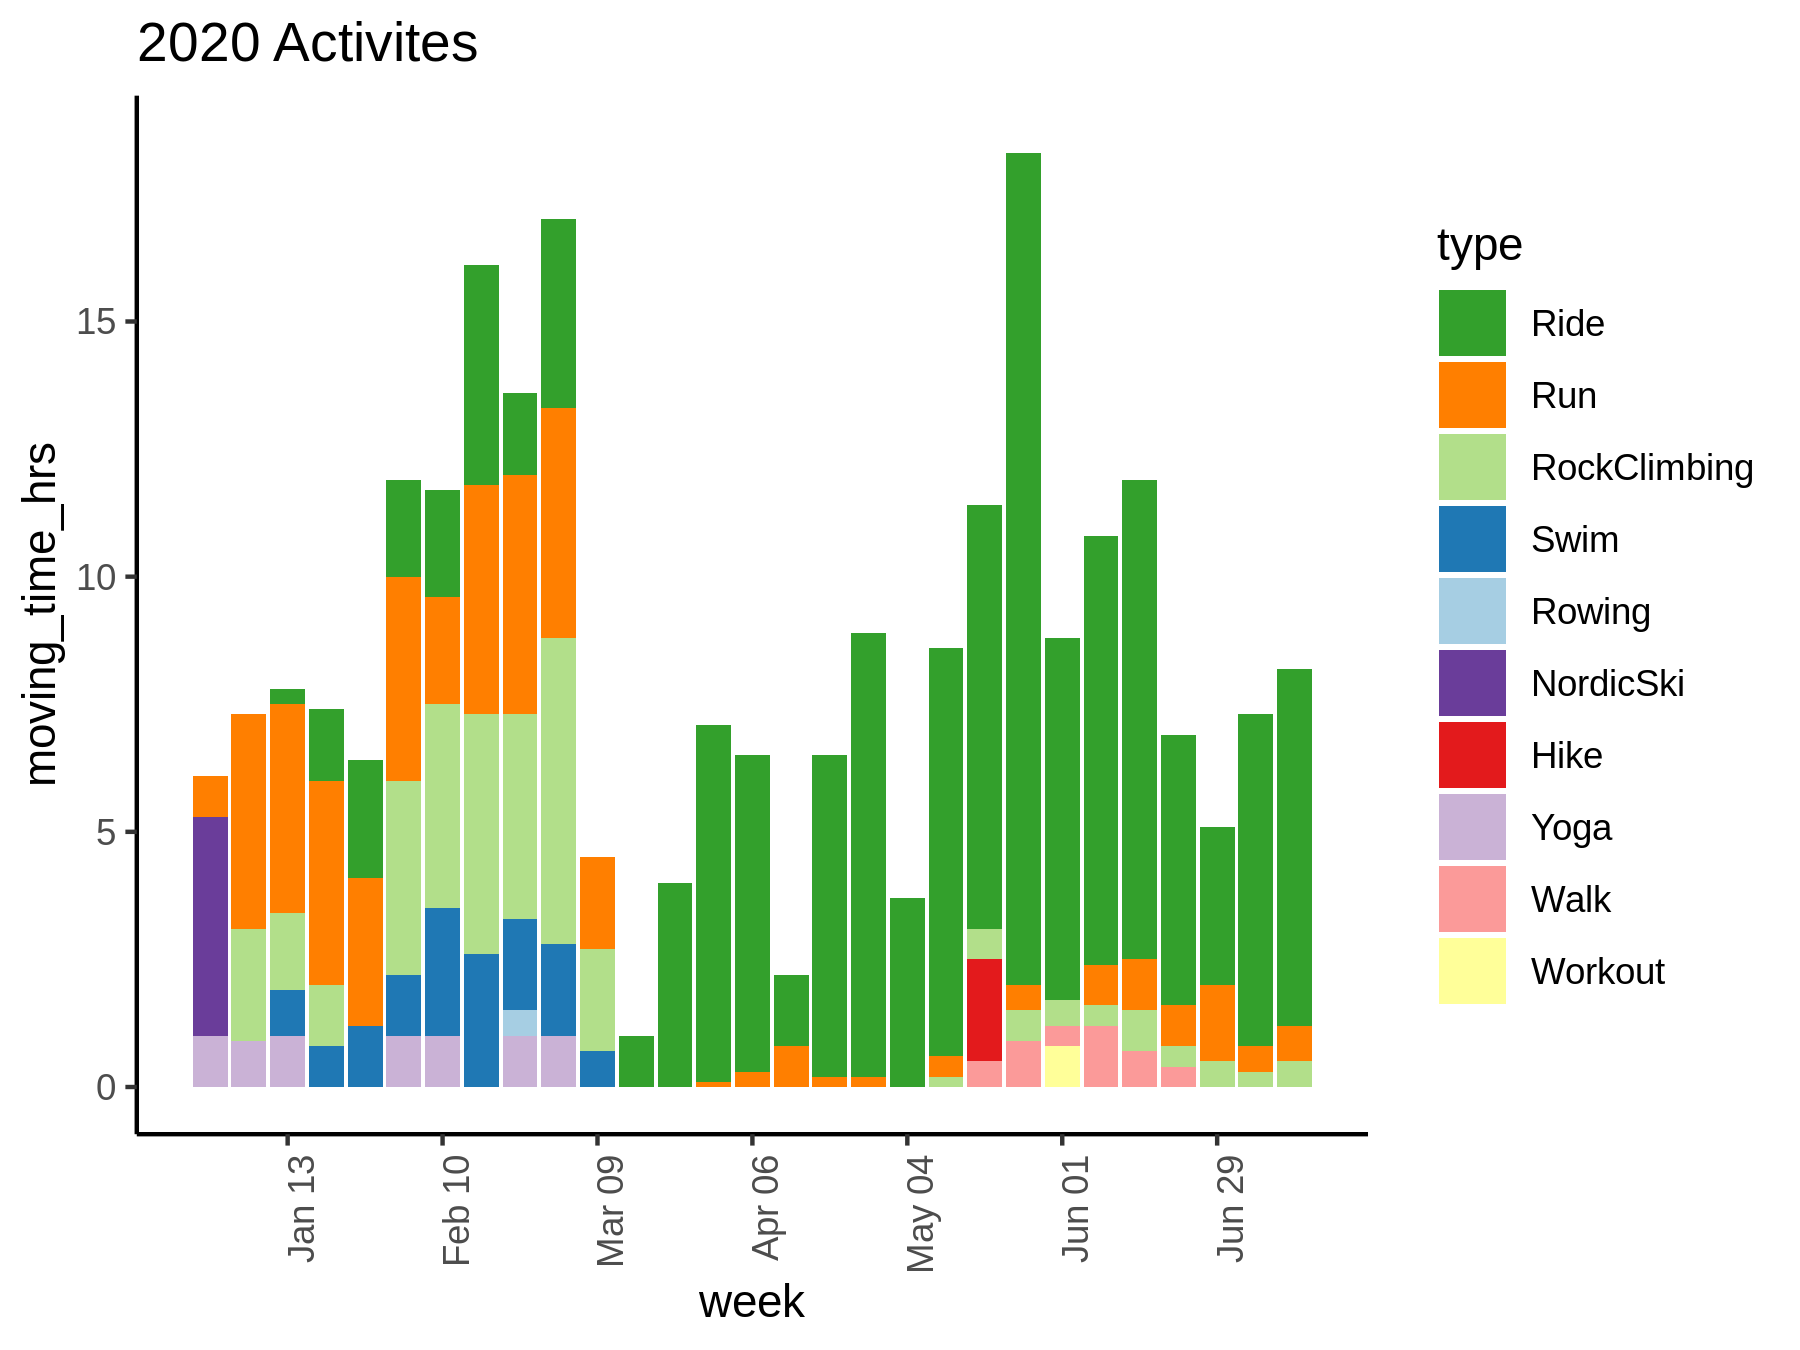 2020 Activites
moving_time_hrs
15
10
5
0
Jan 13
Feb 10
Mar 09
Apr 06
May 04
Jun 01
Jun 29
week
type
Ride
Run
RockClimbing
Swim
Rowing
NordicSki
Hike
Yoga
Walk
Workout